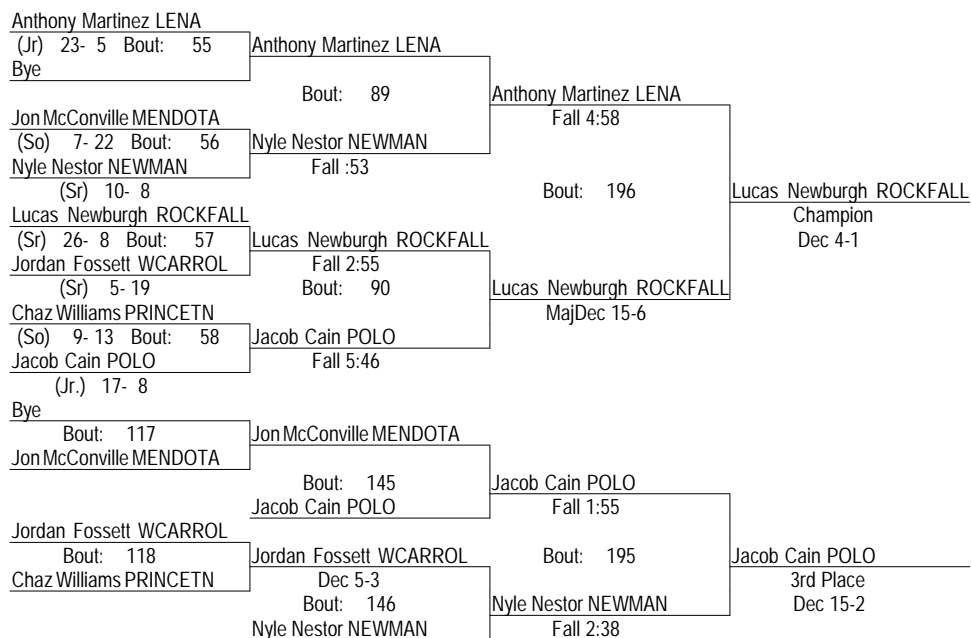 Anthony Martinez LENA
(Jr) 23- 5 Bout: 55 Anthony Martinez LENA
Bye
Bout: 89 Anthony Martinez LENA
Jon McConville MENDOTA Fall 4:58
(So) 7- 22 Bout: 56 Nyle Nestor NEWMAN
Nyle Nestor NEWMAN Fall :53
(Sr) 10- 8 Bout: 196 Lucas Newburgh ROCKFALL
Lucas Newburgh ROCKFALL Champion
(Sr) 26- 8 Bout: 57 Lucas Newburgh ROCKFALL Dec 4-1
Jordan Fossett WCARROL Fall 2:55
(Sr) 5- 19 Bout: 90 Lucas Newburgh ROCKFALL
Chaz Williams PRINCETN MajDec 15-6
(So) 9- 13 Bout: 58 Jacob Cain POLO
Jacob Cain POLO Fall 5:46
(Jr.) 17- 8
Bye
Bout: 117 Jon McConville MENDOTA
Jon McConville MENDOTA
Bout: 145 Jacob Cain POLO
Jacob Cain POLO Fall 1:55
Jordan Fossett WCARROL
Bout: 118 Jordan Fossett WCARROL Bout: 195 Jacob Cain POLO
Chaz Williams PRINCETN Dec 5-3 3rd Place
Bout: 146 Nyle Nestor NEWMAN Dec 15-2
Nyle Nestor NEWMAN Fall 2:38